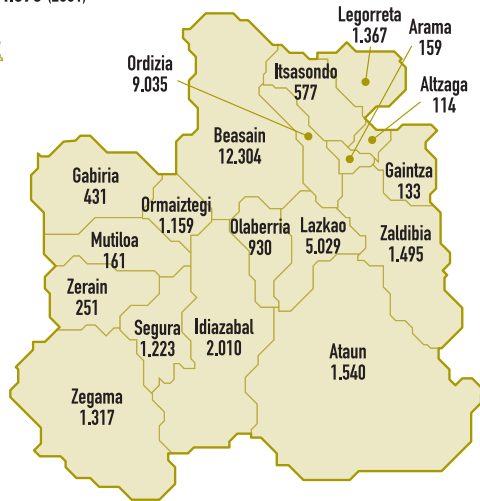 (2001)
Legorreta
1.367
Arama
159
Ordizia
9.035
Itsasondo
577
Altzaga
114
Beasain
12.304
Gabiria
431
Gaintza
133
Ormaiztegi
1.159
Olaberria
930
Lazkao
5.029
Zaldibia
1.495
Mutiloa
161
Zerain
251
Segura
1.223
Idiazabal
2.010
Ataun
1.540
Zegama
1.317